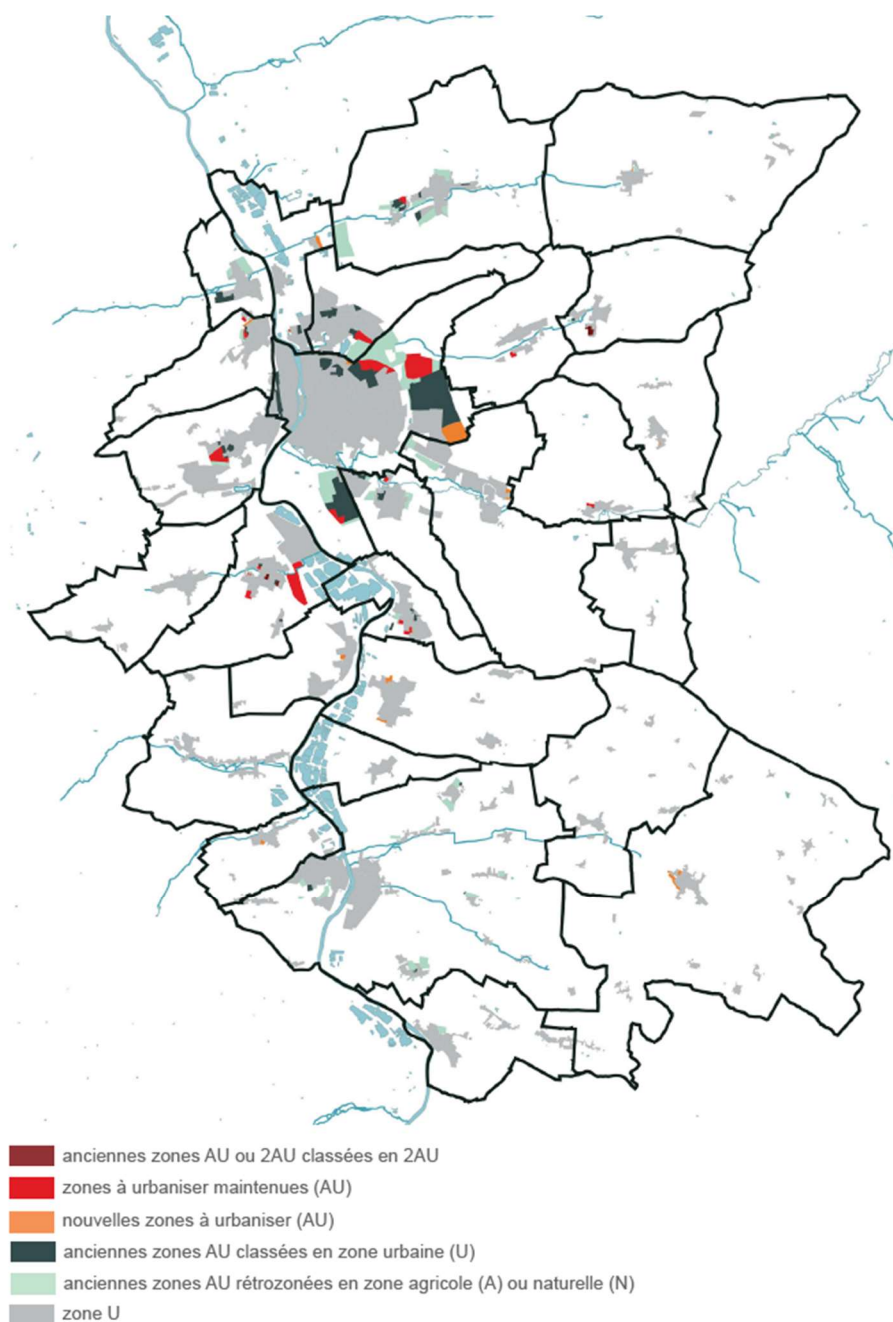 anciennes zones AU ou 2AU classées en 2AU
zones à urbaniser maintenues (AU)
nouvelles zones à urbaniser (AU)
anciennes zones AU classées en zone urbaine (U)
anciennes zones AU rétrozonées en zone agricole (A) ou naturelle (N)
zone U